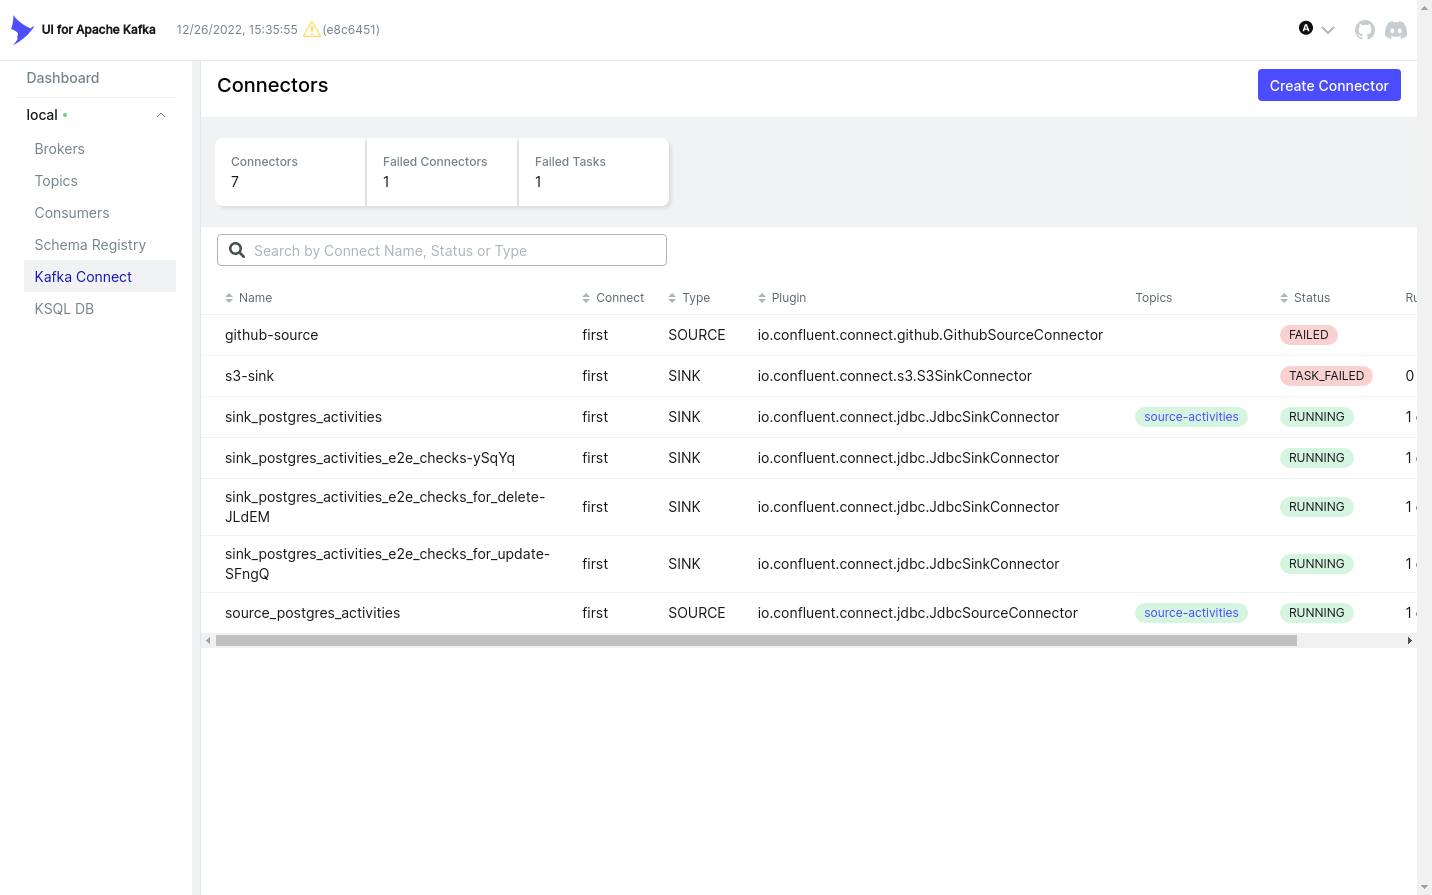 UI for Apache Kafka 12/26/2022, 15:35:55 (e8c6451) A
Dashboard
local
Brokers
Topics
Consumers
Schema Registry
Kafka Connect
KSQL DB
Connectors
Create Connector
Connectors Failed Connectors Failed Tasks
7 1 1
Search by Connect Name, Status or Type
Name Connect Type Plugin Topics Status
github-source first SOURCE io.confluent.connect.github.GithubSourceConnector FAILED
s3-sink first SINK io.confluent.connect.s3.S3SinkConnector TASK_FAILED 0
sink_postgres_activities first SINK io.confluent.connect.jdbc.JdbcSinkConnector source-activities RUNNING 1
sink_postgres_activities_e2e_checks-ySqYq first SINK io.confluent.connect.jdbc.JdbcSinkConnector RUNNING 1
sink_postgres_activities_e2e_checks_for_delete-
JLdEM first SINK io.confluent.connect.jdbc.JdbcSinkConnector RUNNING 1
sink_postgres_activities_e2e_checks_for_update-
SFngQ first SINK io.confluent.connect.jdbc.JdbcSinkConnector RUNNING 1
source_postgres_activities first SOURCE io.confluent.connect.jdbc.JdbcSourceConnector source-activities RUNNING 1